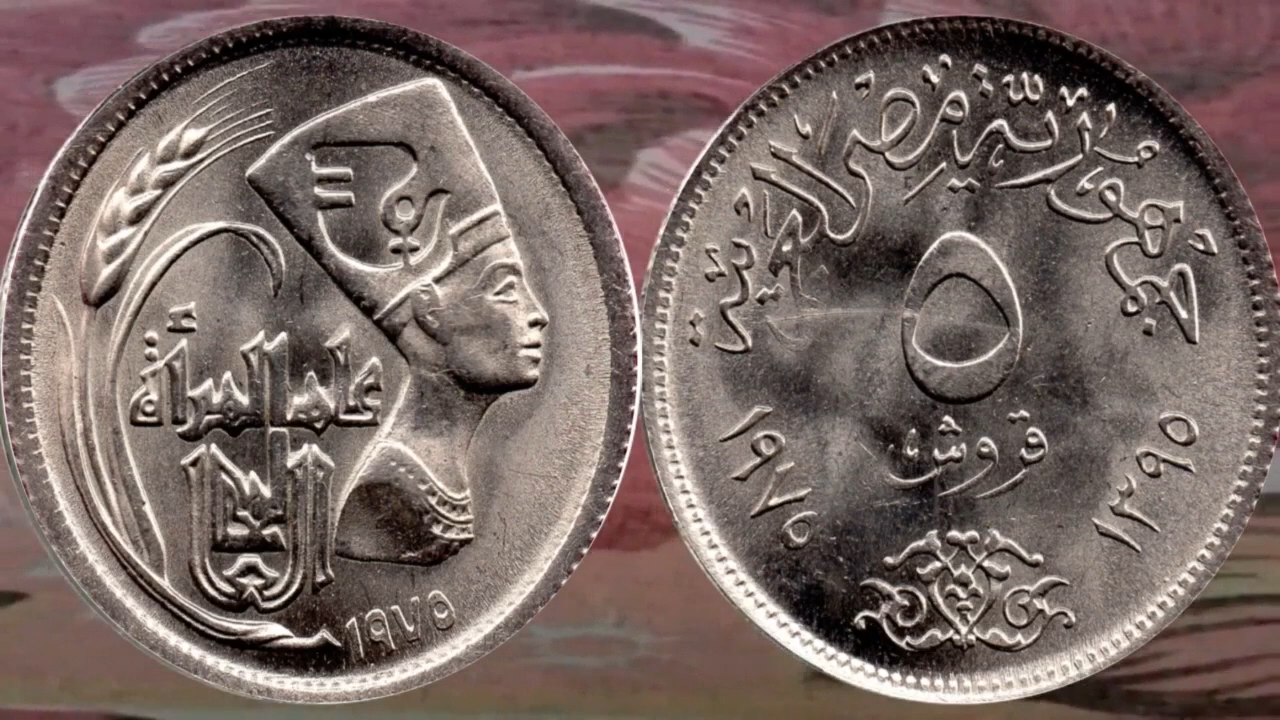 عام المرأة
١٩٧٥
جمهورية مصر العربية
٥
قروش
١٣٩٥ ١٩٧٥